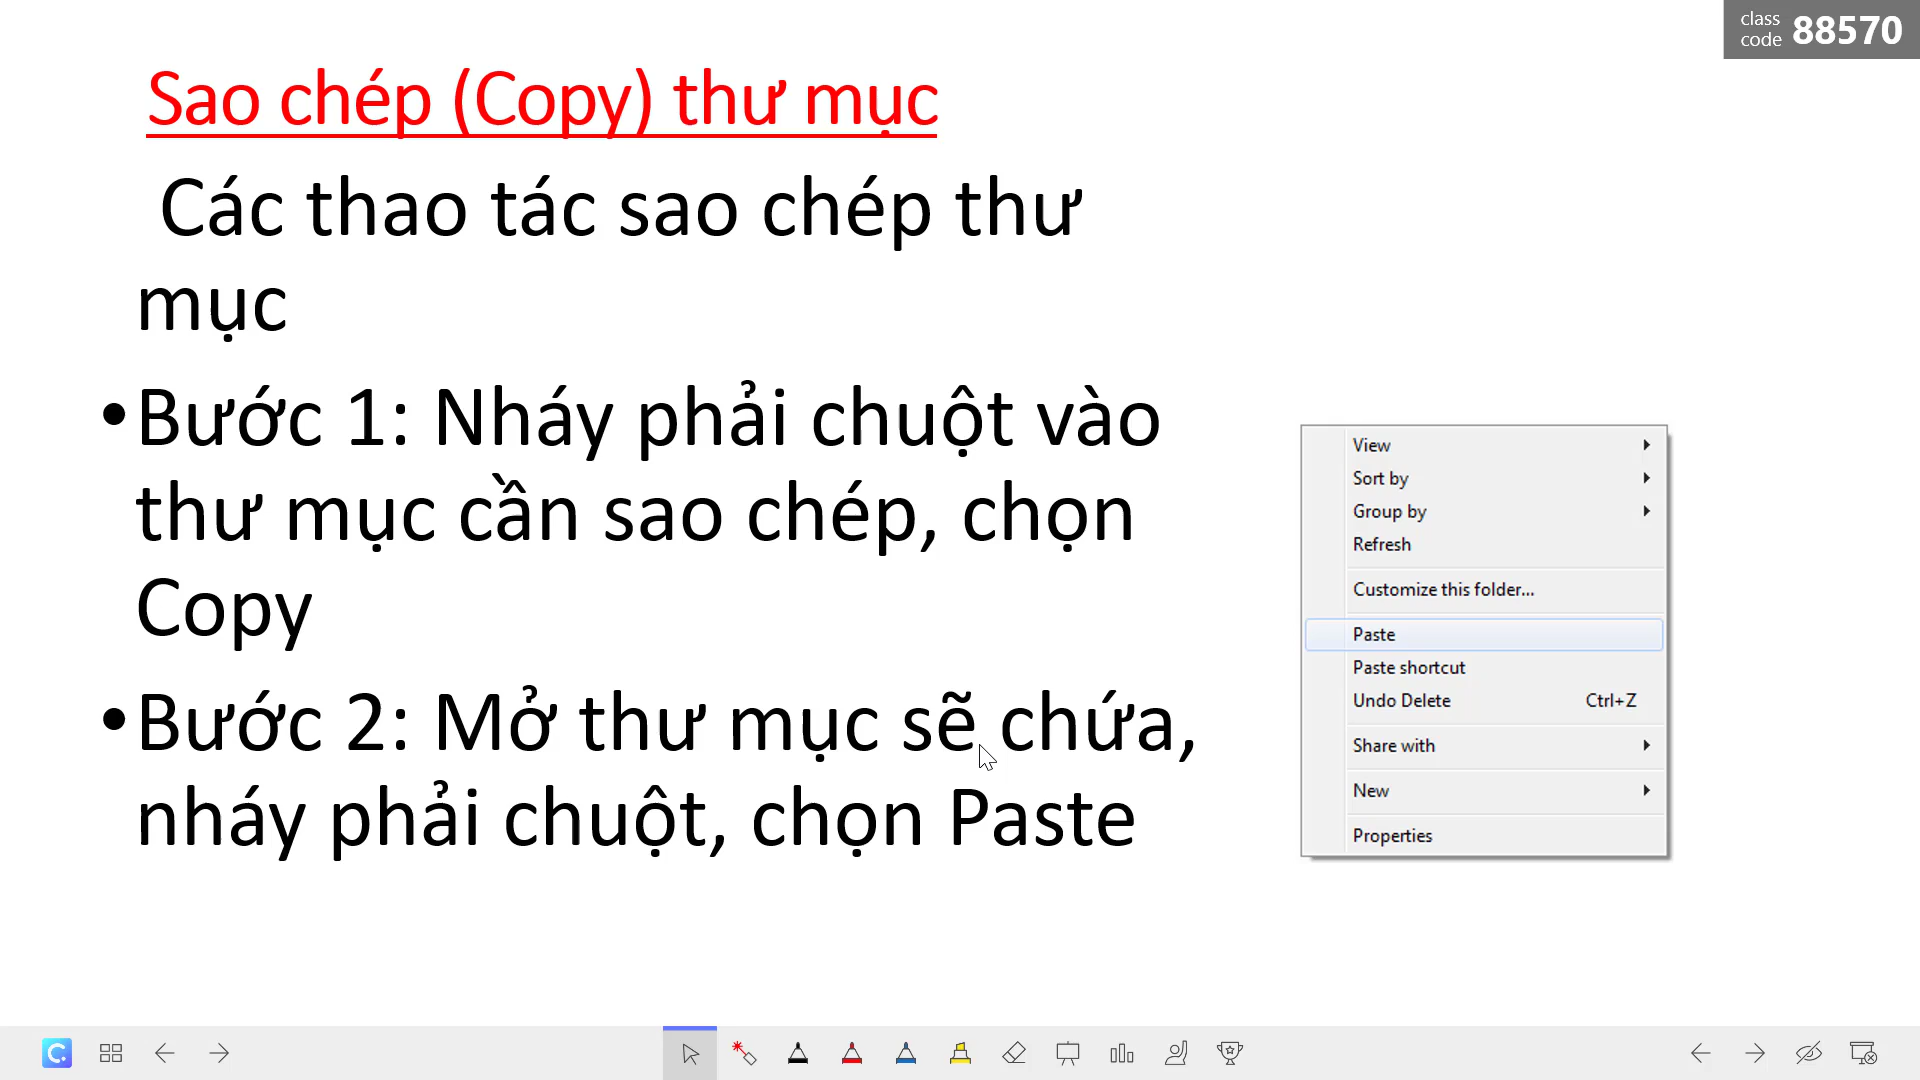 class
code 88570
Sao chép (Copy) thư mục
Các thao tác sao chép thư
mục
•Bước 1: Nháy phải chuột vào
thư mục cần sao chép, chọn
Copy
•Bước 2: Mở thư mục sẽ chứa,
nháy phải chuột, chọn Paste
View
Sort by
Group by
Refresh
Customize this folder...
Paste
Paste shortcut
Undo Delete Ctrl+Z
Share with
New
Properties
C.